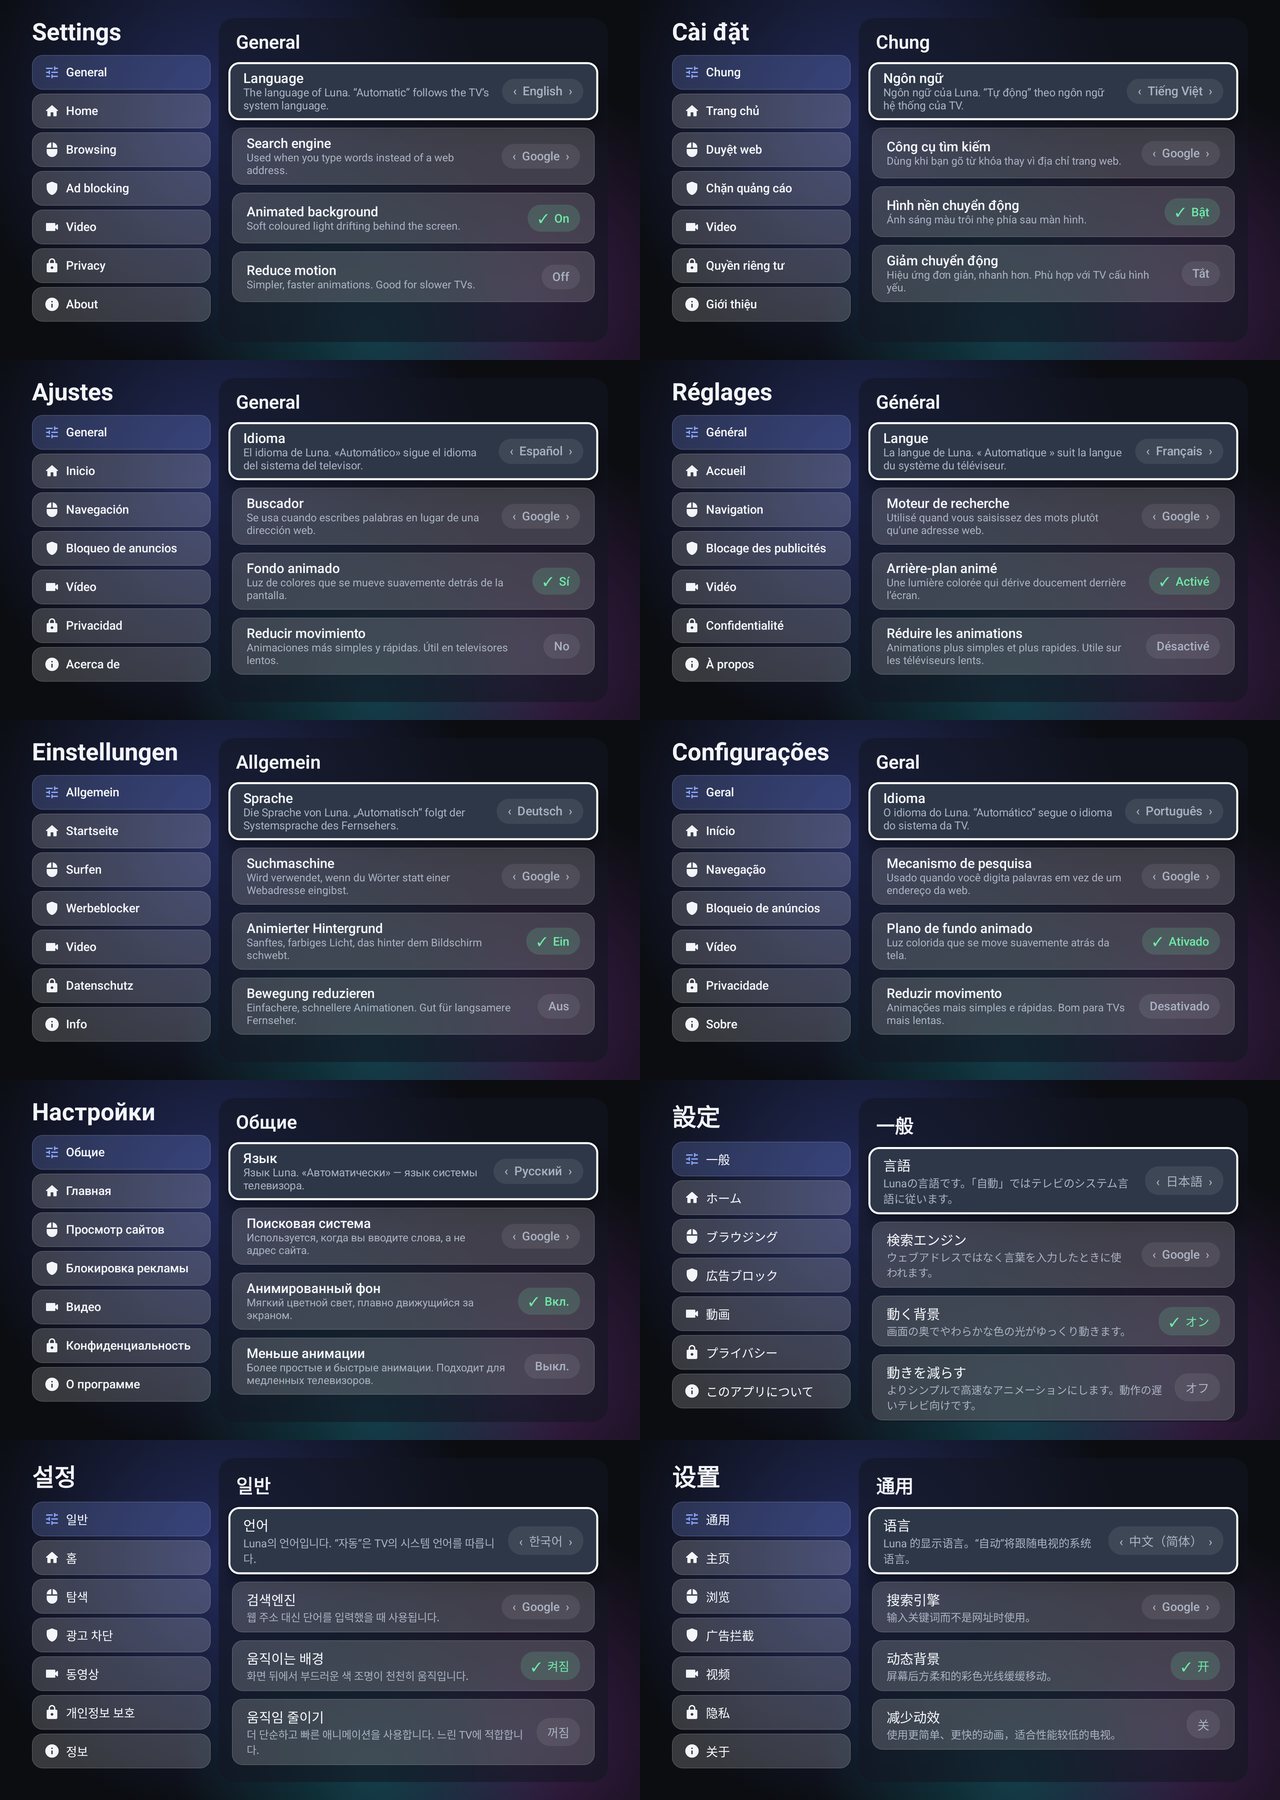 Settings
General
Home
Browsing
Ad blocking
Video
Privacy
About
General
Language
The language of Luna. “Automatic” follows the TV’s
system language.
‹ English ›
Search engine
Used when you type words instead of a web
address.
‹ Google ›
Animated background
Soft coloured light drifting behind the screen.
✓ On
Reduce motion
Simpler, faster animations. Good for slower TVs.
Off
Cài đặt
Chung
Trang chủ
Duyệt web
Chặn quảng cáo
Video
Quyền riêng tư
Giới thiệu
Chung
Ngôn ngữ
Ngôn ngữ của Luna. “Tự động” theo ngôn ngữ
hệ thống của TV.
‹ Tiếng Việt ›
Công cụ tìm kiếm
Dùng khi bạn gõ từ khóa thay vì địa chỉ trang web.
‹ Google ›
Hình nền chuyển động
Ánh sáng màu trôi nhẹ phía sau màn hình.
✓ Bật
Giảm chuyển động
Hiệu ứng đơn giản, nhanh hơn. Phù hợp với TV cấu hình
yếu.
Tắt
Ajustes
General
Inicio
Navegación
Bloqueo de anuncios
Vídeo
Privacidad
Acerca de
General
Idioma
El idioma de Luna. «Automático» sigue el idioma
del sistema del televisor.
‹ Español ›
Buscador
Se usa cuando escribes palabras en lugar de una
dirección web.
‹ Google ›
Fondo animado
Luz de colores que se mueve suavemente detrás de la
pantalla.
✓ Sí
Reducir movimiento
Animaciones más simples y rápidas. Útil en televisores
lentos.
No
Réglages
Général
Accueil
Navigation
Blocage des publicités
Vidéo
Confidentialité
À propos
Général
Langue
La langue de Luna. « Automatique » suit la langue
du système du téléviseur.
‹ Français ›
Moteur de recherche
Utilisé quand vous saisissez des mots plutôt
qu’une adresse web.
‹ Google ›
Arrière-plan animé
Une lumière colorée qui dérive doucement derrière
l’écran.
✓ Activé
Réduire les animations
Animations plus simples et plus rapides. Utile sur
les téléviseurs lents.
Désactivé
Einstellungen
Allgemein
Startseite
Surfen
Werbeblocker
Video
Datenschutz
Info
Allgemein
Sprache
Die Sprache von Luna. „Automatisch“ folgt der
Systemsprache des Fernsehers.
‹ Deutsch ›
Suchmaschine
Wird verwendet, wenn du Wörter statt einer
Webadresse eingibst.
‹ Google ›
Animierter Hintergrund
Sanftes, farbiges Licht, das hinter dem Bildschirm
schwebt.
✓ Ein
Bewegung reduzieren
Einfachere, schnellere Animationen. Gut für langsamere
Fernseher.
Aus
Configurações
Geral
Início
Navegação
Bloqueio de anúncios
Vídeo
Privacidade
Sobre
Geral
Idioma
O idioma do Luna. “Automático” segue o idioma
do sistema da TV.
‹ Português ›
Mecanismo de pesquisa
Usado quando você digita palavras em vez de um
endereço da web.
‹ Google ›
Plano de fundo animado
Luz colorida que se move suavemente atrás da
tela.
✓ Ativado
Reduzir movimento
Animações mais simples e rápidas. Bom para TVs
mais lentas.
Desativado
Настройки
Общие
Главная
Просмотр сайтов
Блокировка рекламы
Видео
Конфиденциальность
О программе
Общие
Язык
Язык Luna. «Автоматически» — язык системы
телевизора.
‹ Русский ›
Поисковая система
Используется, когда вы вводите слова, а не
адрес сайта.
‹ Google ›
Анимированный фон
Мягкий цветной свет, плавно движущийся за
экраном.
✓ Вкл.
Меньше анимации
Более простые и быстрые анимации. Подходит для
медленных телевизоров.
Выкл.
設定
一般
ホーム
ブラウジング
広告ブロック
動画
プライバシー
このアプリについて
一般
言語
Lunaの言語です。「自動」ではテレビのシステム言
語に従います。
‹ 日本語 ›
検索エンジン
ウェブアドレスではなく言葉を入力したときに使
われます。
‹ Google ›
動く背景
画面の奥でやわらかな色の光がゆっくり動きます。
✓ オン
動きを減らす
よりシンプルで高速なアニメーションにします。動作の遅
いテレビ向けです。
オフ
설정
일반
홈
탐색
광고 차단
동영상
개인정보 보호
정보
일반
언어
Luna의 언어입니다. “자동”은 TV의 시스템 언어를 따릅니
다.
‹ 한국어 ›
검색엔진
웹 주소 대신 단어를 입력했을 때 사용됩니다.
‹ Google ›
움직이는 배경
화면 뒤에서 부드러운 색 조명이 천천히 움직입니다.
✓ 켜짐
움직임 줄이기
더 단순하고 빠른 애니메이션을 사용합니다. 느린 TV에 적합합니
다.
꺼짐
设置
通用
主页
浏览
广告拦截
视频
隐私
关于
通用
语言
Luna 的显示语言。“自动”将跟随电视的系统
语言。
‹ 中文（简体） ›
搜索引擎
输入关键词而不是网址时使用。
‹ Google ›
动态背景
屏幕后方柔和的彩色光线缓缓移动。
✓ 开
减少动效
使用更简单、更快的动画，适合性能较低的电视。
关